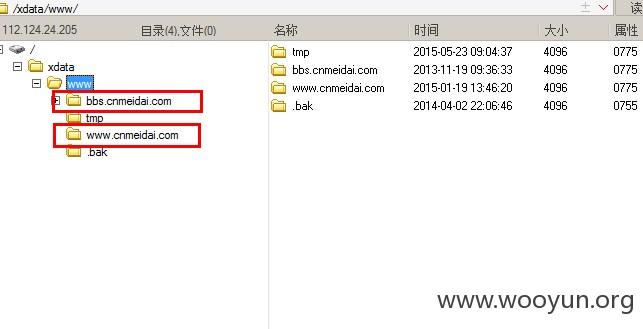 /xdata/www/
读
112.124.24.205 目录(4),文件(0) 名称 时间 大小 属性
/
xdata
www
bbs.cnmeidai.com
tmp
www.cnmeidai.com
.bak
tmp 2015-05-23 09:04:37 4096 0775
bbs.cnmeidai.com 2013-11-19 09:36:33 4096 0775
www.cnmeidai.com 2015-01-19 13:46:20 4096 0775
.bak 2014-04-02 22:06:46 4096 0755
www.wooyun.org